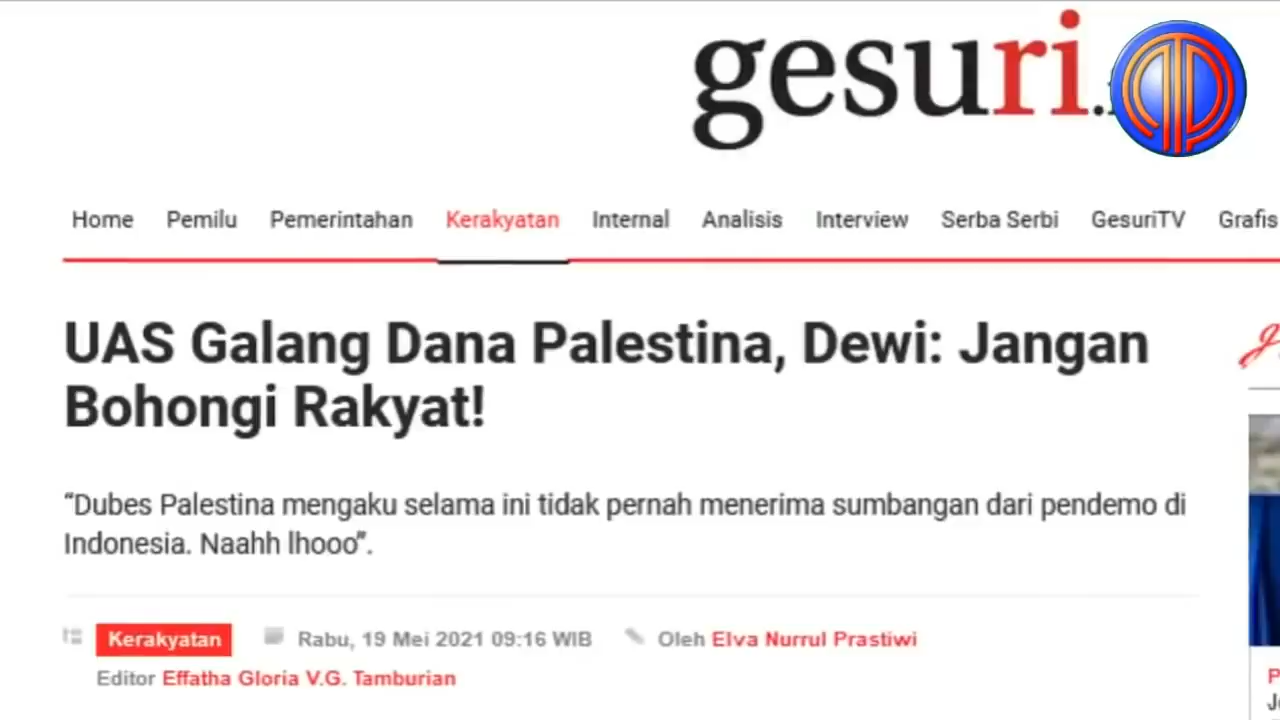 gesuri.
Home Pemilu Pemerintahan Kerakyatan Internal Analisis Interview Serba Serbi GesuriTV Grafis
UAS Galang Dana Palestina, Dewi: Jangan
Bohongi Rakyat!
“Dubes Palestina mengaku selama ini tidak pernah menerima sumbangan dari pendemo di
Indonesia. Naahh lhooo”.
Kerakyatan Rabu, 19 Mei 2021 09:16 WIB Oleh Elva Nurrul Prastiwi
Editor Effatha Gloria V.G. Tamburian